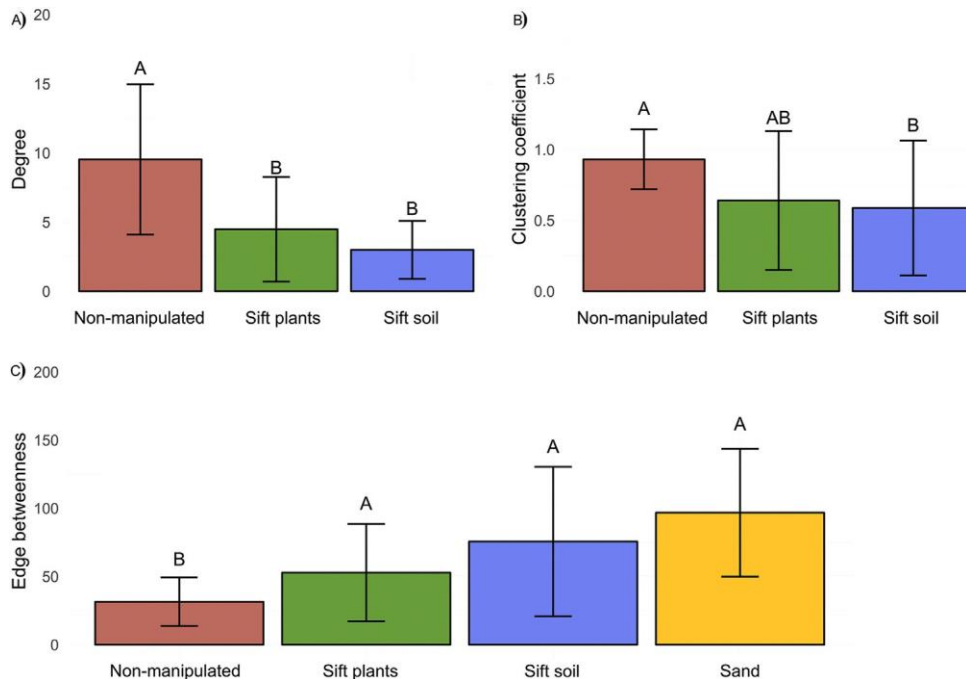 A)
20
15
10
5
0
Degree
A
B
B
Non-manipulated
Sift plants
Sift soil
B)
1.5
1.0
0.5
0.0
Clustering coefficient
A
AB
B
Non-manipulated
Sift plants
Sift soil
C)
200
150
100
50
0
Edge betweenness
B
A
A
A
Non-manipulated
Sift plants
Sift soil
Sand